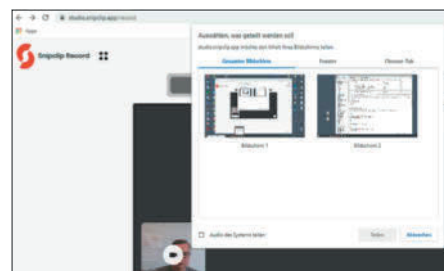 studio.snipclip.app/record
Apps
Snipclip Record
Auswählen, was geteilt werden soll
studio.snipclip.app möchte den Inhalt Ihres Bildschirms teilen.
Gesamter Bildschirm Fenster Chrome-Tab
Bildschirm 1 Bildschirm 2
Audio des Systems teilen
Teilen Abbrechen